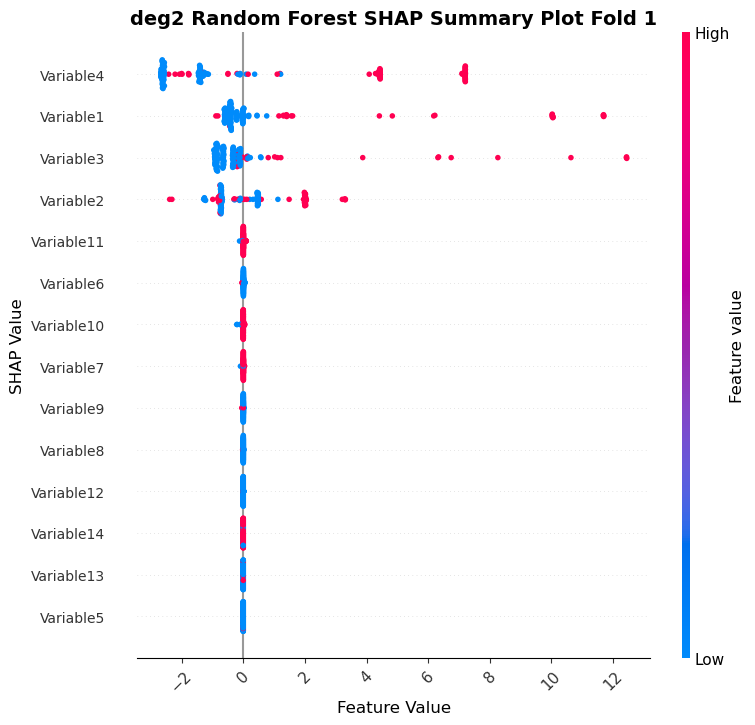 deg2 Random Forest SHAP Summary Plot Fold 1
High
Variable4
Variable1
Variable3
Variable2
Variable11
Variable6
Variable10
Variable7
Variable9
Variable8
Variable12
Variable14
Variable13
Variable5
SHAP Value
Feature value
Low
−2
0
2
4
6
8
10
12
Feature Value